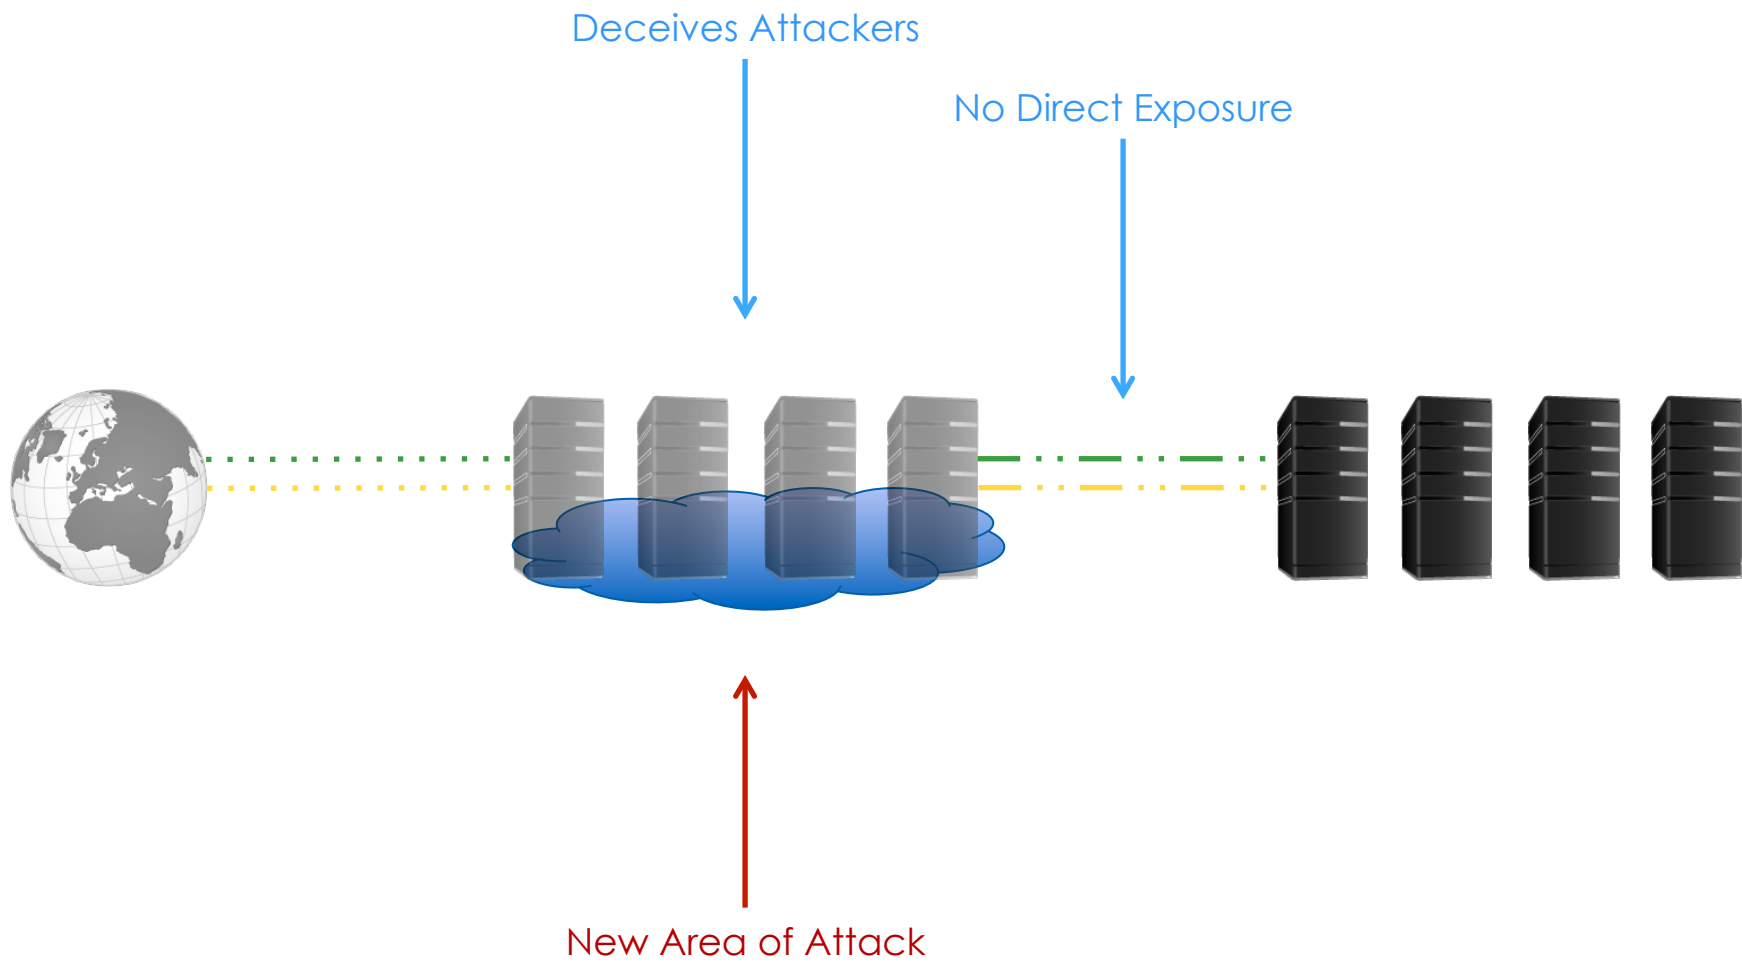 Deceives Attackers
No Direct Exposure
New Area of Attack